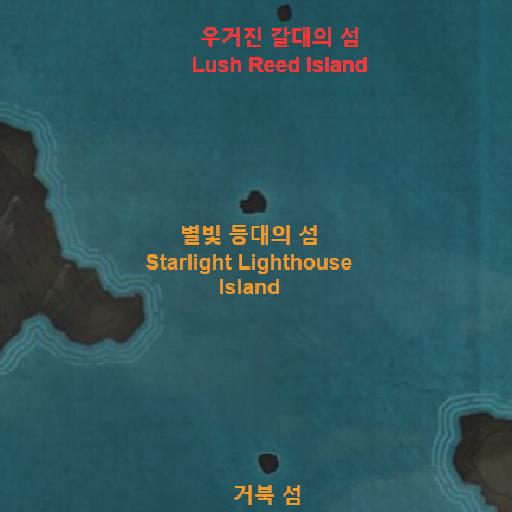 우거진 갈대의 섬
Lush Reed Island
별빛 등대의 섬
Starlight Lighthouse
Island
거북 섬